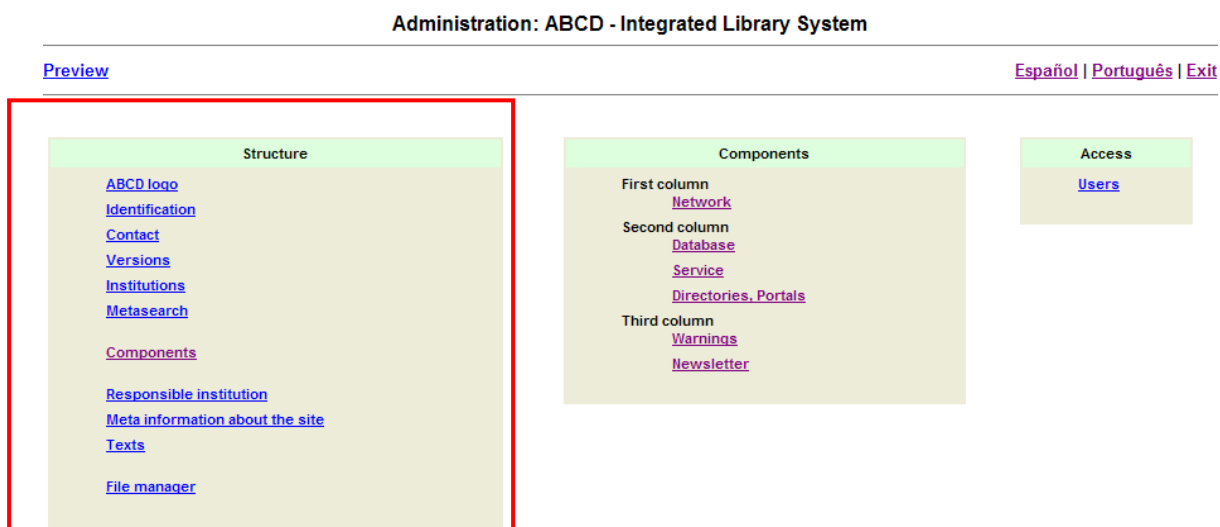 Administration: ABCD - Integrated Library System
Preview
Español | Português | Exit
Structure
ABCD logo
Identification
Contact
Versions
Institutions
Metasearch
Components
Responsible institution
Meta information about the site
Texts
File manager
Components
First column
Network
Second column
Database
Service
Directories, Portals
Third column
Warnings
Newsletter
Access
Users